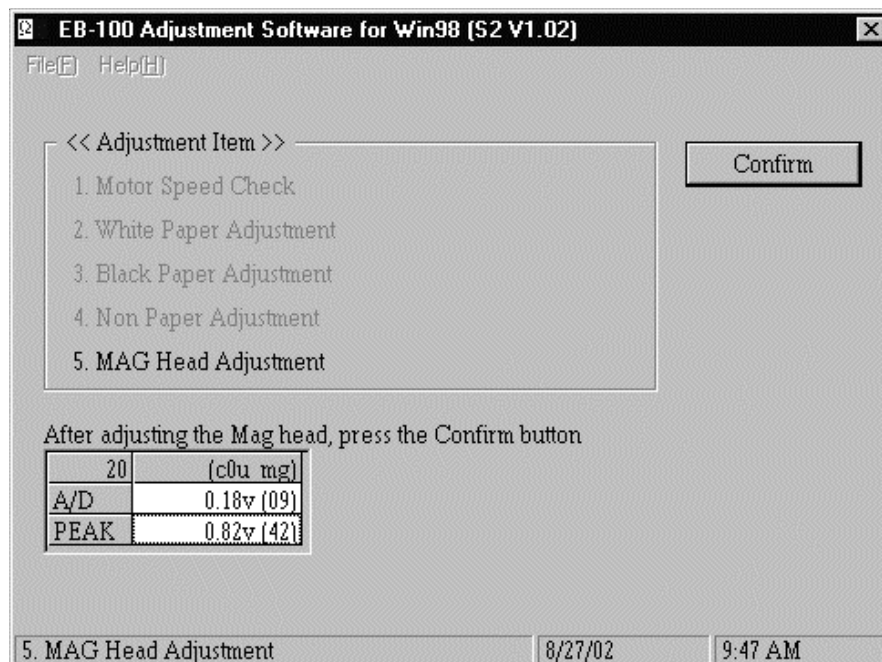 EB-100 Adjustment Software for Win98 (S2 V1.02)
File(F) Help(H)
<< Adjustment Item >>
Confirm
1. Motor Speed Check
2. White Paper Adjustment
3. Black Paper Adjustment
4. Non Paper Adjustment
5. MAG Head Adjustment
After adjusting the Mag head, press the Confirm button
20 (c0u mg)
A/D 0.18v (09)
PEAK 0.82v (42)
5. MAG Head Adjustment 8/27/02 9:47 AM